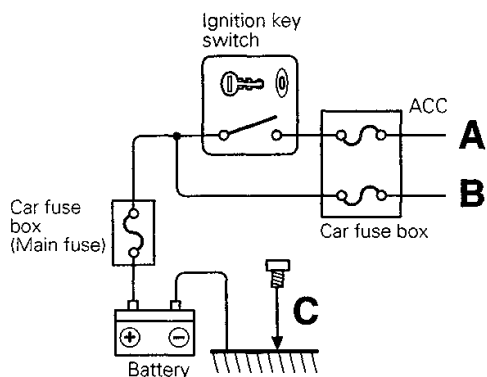 Ignition key
switch
ACC
A
B
Car fuse
box
(Main fuse)
Car fuse box
C
+
−
Battery